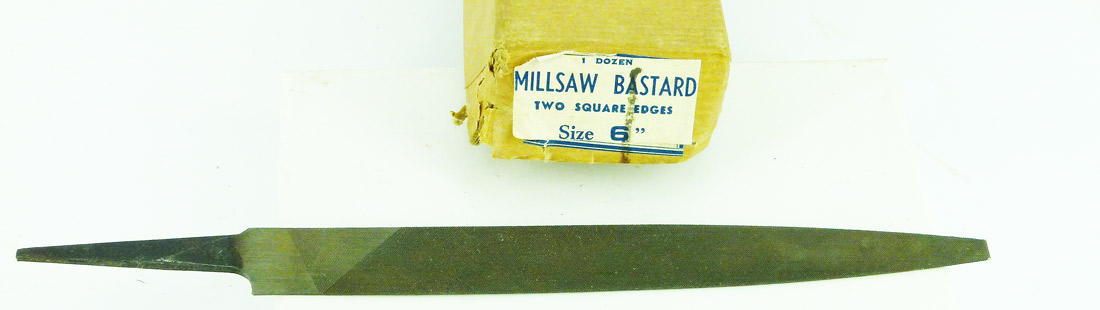 1 DOZEN
MILLSAW BASTARD
TWO SQUARE EDGES
Size 6"